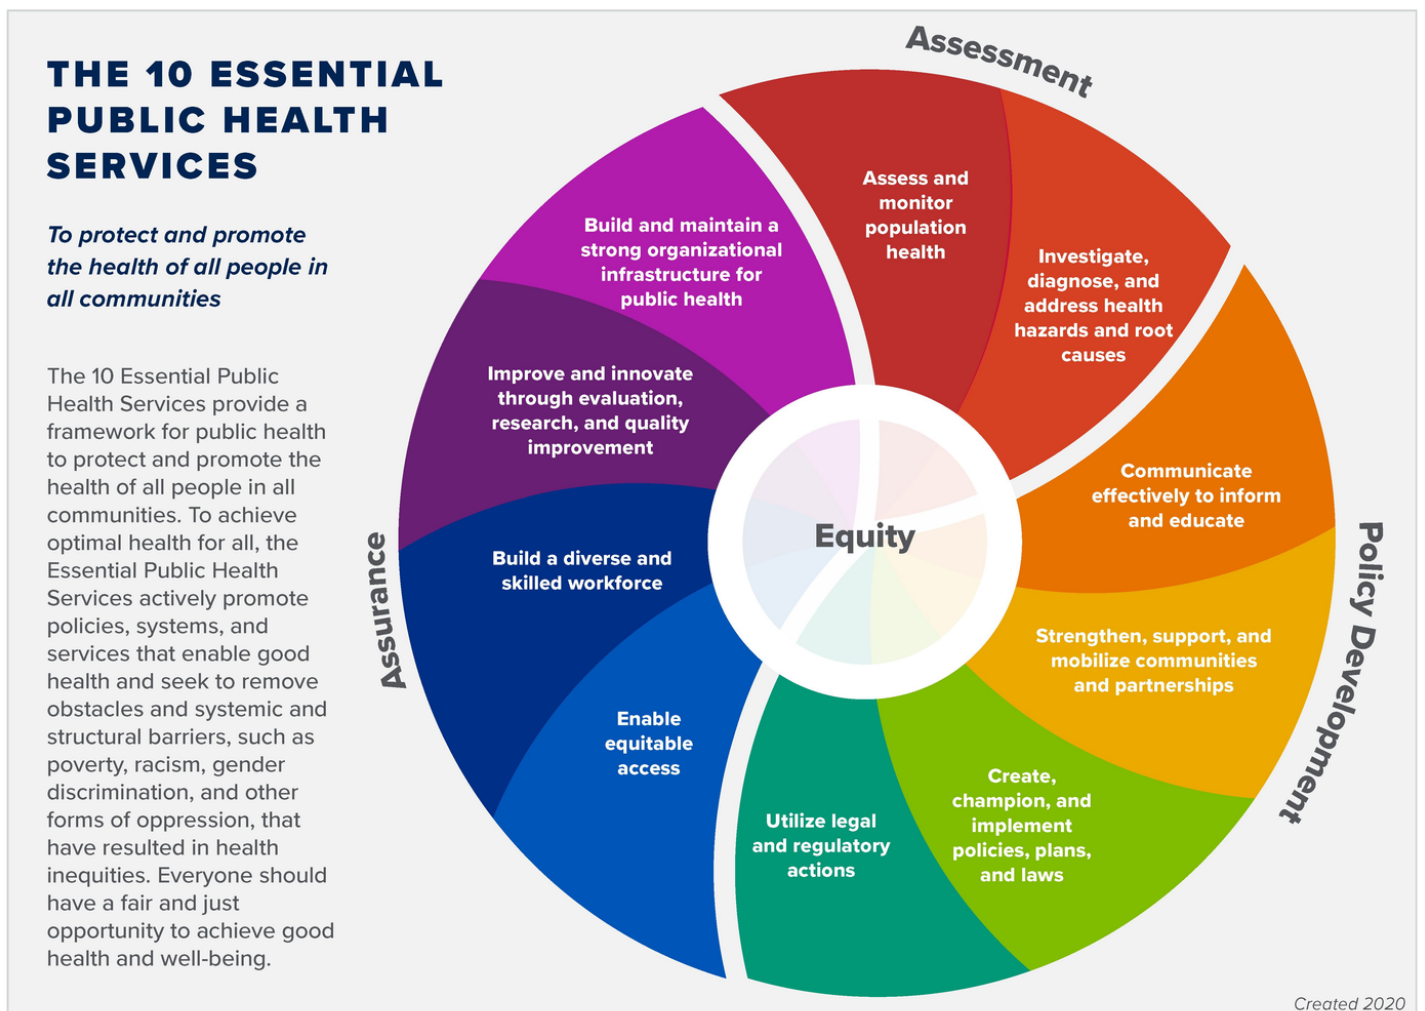 THE 10 ESSENTIAL
PUBLIC HEALTH
SERVICES
To protect and promote
the health of all people in
all communities
The 10 Essential Public
Health Services provide a
framework for public health
to protect and promote the
health of all people in all
communities. To achieve
optimal health for all, the
Essential Public Health
Services actively promote
policies, systems, and
services that enable good
health and seek to remove
obstacles and systemic and
structural barriers, such as
poverty, racism, gender
discrimination, and other
forms of oppression, that
have resulted in health
inequities. Everyone should
have a fair and just
opportunity to achieve good
health and well-being.
Assessment
Assess and
monitor
population
health
Investigate,
diagnose, and
address health
hazards and root
causes
Policy Development
Communicate
effectively to inform
and educate
Strengthen, support, and
mobilize communities
and partnerships
Create,
champion, and
implement
policies, plans,
and laws
Utilize legal
and regulatory
actions
Assurance
Enable
equitable
access
Build a diverse and
skilled workforce
Improve and innovate
through evaluation,
research, and quality
improvement
Build and maintain a
strong organizational
infrastructure for
public health
Equity
Created 2020